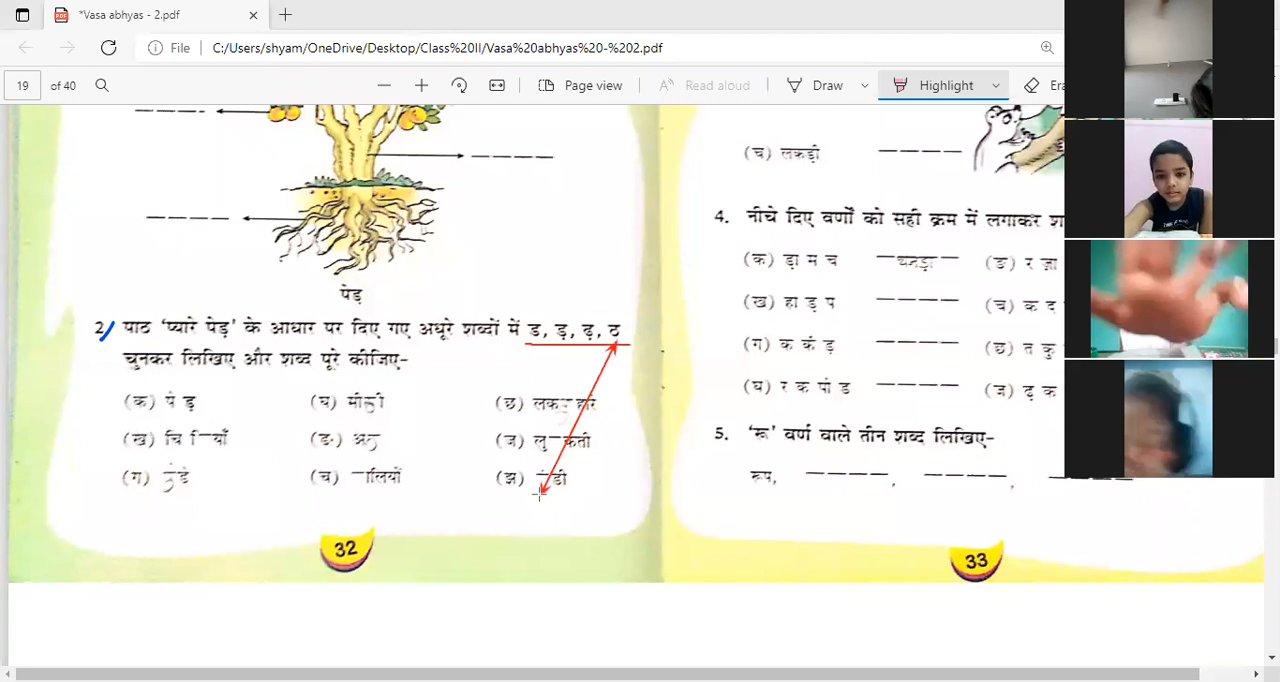 *Vasa abhyas - 2.pdf
File C:/Users/shyam/OneDrive/Desktop/Class%20II/Vasa%20abhyas%20-%202.pdf
19 of 40 Page view Read aloud Draw Highlight Era
पेड़
2 पाठ 'प्यारे पेड़' के आधार पर दिए गए अधूरे शब्दों में ड, ड़, ढ़, ठ
चुनकर लिखिए और शब्द पूरे कीजिए-
(क) पे ड़ (घ) (छ)
(ख) चि याँ (ङ) (ज) लु कती
(ग) (च) ालियों (झ) ंडी
32
(च) लकड़ी
4. नीचे दिए वर्णों को सही क्रम में लगाकर श
(क) ड़ा म च चमड़ा (ङ) र ज़ा
(ख) हा ड़ प (च) क द
(ग) क कं ड़ (छ) त कु
(घ) र क पां ड (ज) ढ़ क
5. 'रू' वर्ण वाले तीन शब्द लिखिए-
रूप, , ,
33